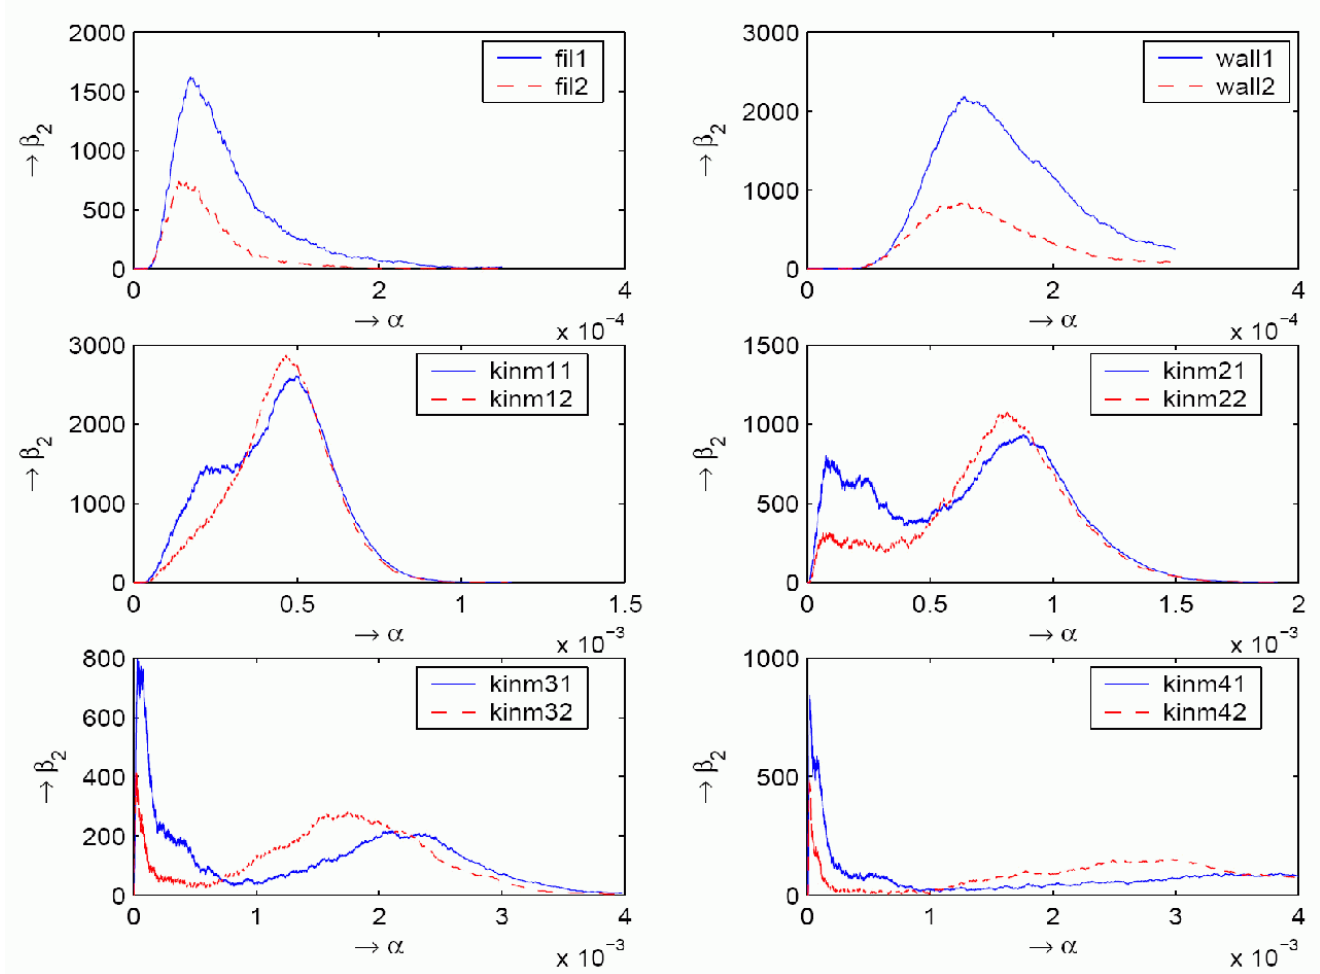 2000
1500
1000
500
0
→ β2
fil1
fil2
0 2 4
→ α x 10−4
3000
2000
1000
0
→ β2
wall1
wall2
0 2 4
→ α x 10−4
3000
2000
1000
0
→ β2
kinm11
kinm12
0 0.5 1 1.5
→ α x 10−3
1500
1000
500
0
→ β2
kinm21
kinm22
0 0.5 1 1.5 2
→ α x 10−3
800
600
400
200
0
→ β2
kinm31
kinm32
0 1 2 3 4
→ α x 10−3
1000
500
0
→ β2
kinm41
kinm42
0 1 2 3 4
→ α x 10−3